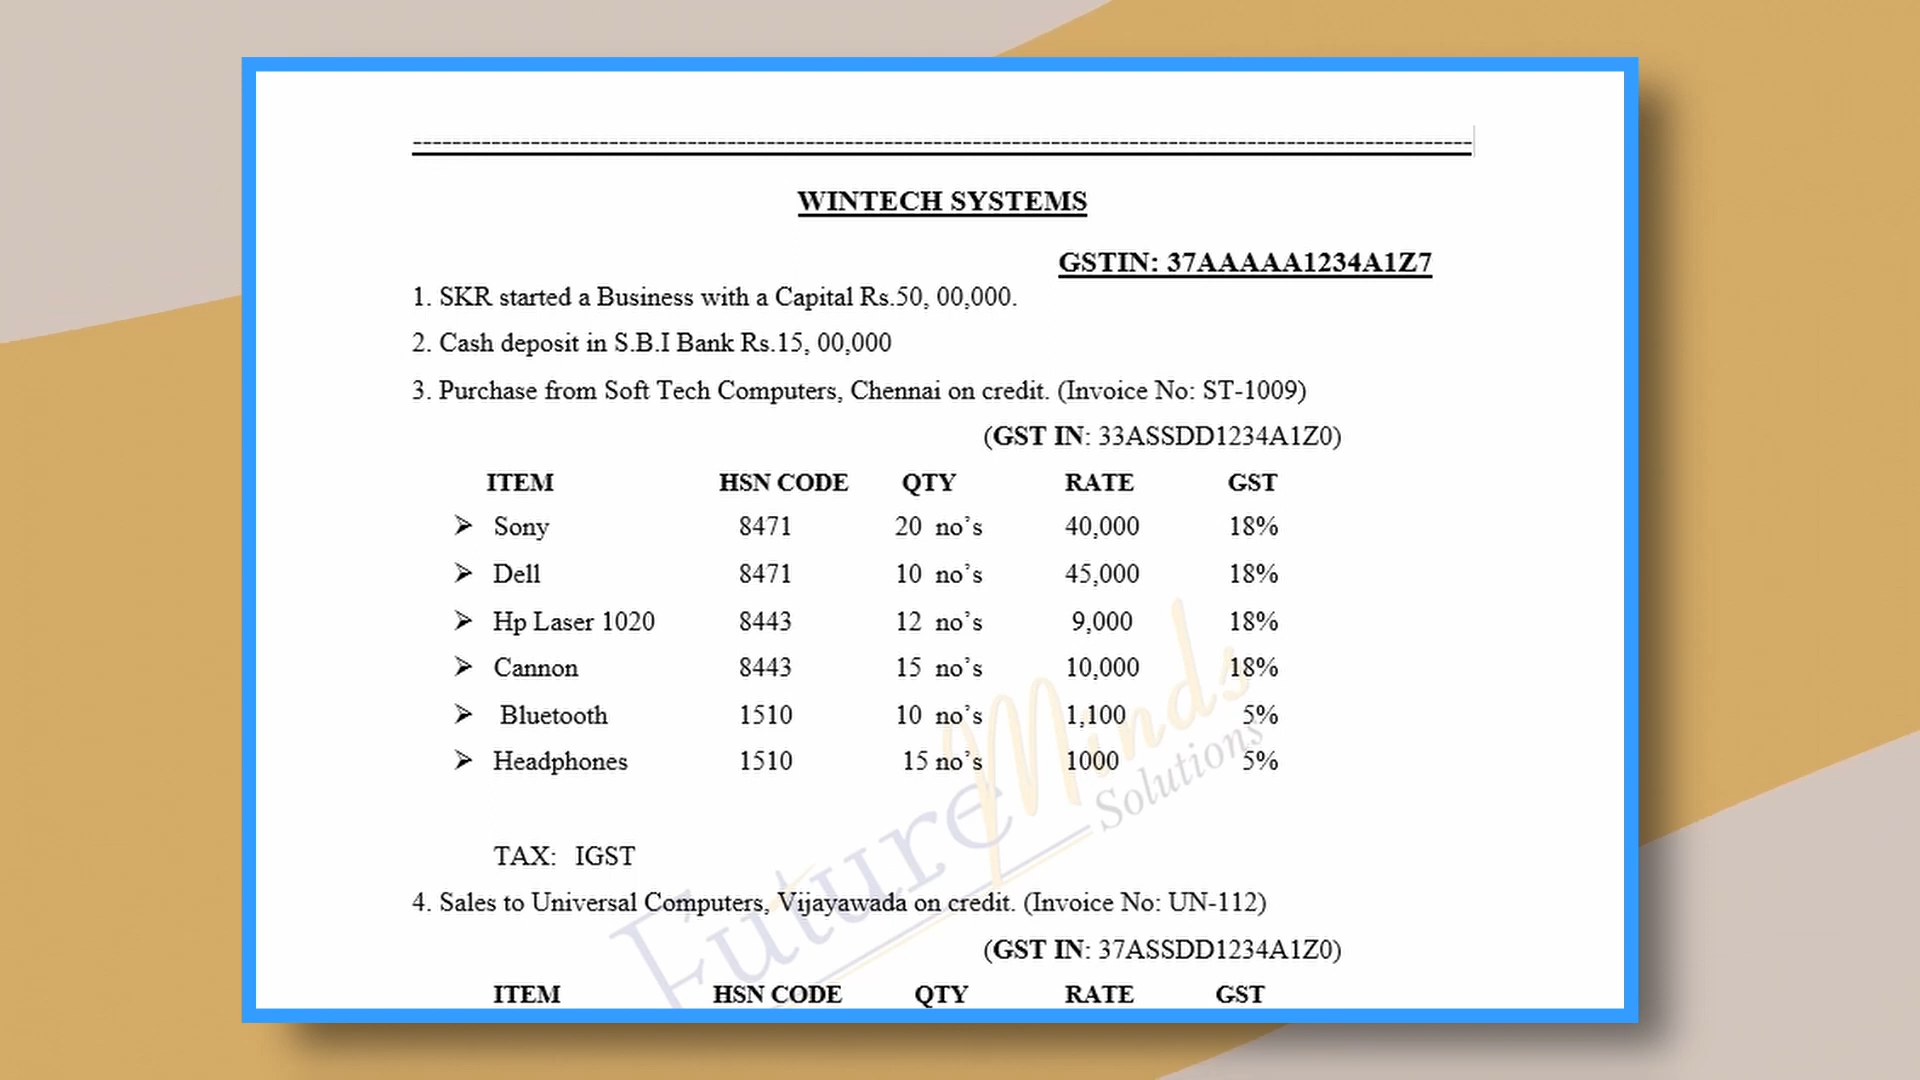 WINTECH SYSTEMS
GSTIN: 37AAAAA1234A1Z7
1. SKR started a Business with a Capital Rs.50, 00,000.
2. Cash deposit in S.B.I Bank Rs.15, 00,000
3. Purchase from Soft Tech Computers, Chennai on credit. (Invoice No: ST-1009)
(GST IN: 33ASSDD1234A1Z0)
ITEM HSN CODE QTY RATE GST
➢ Sony 8471 20 no’s 40,000 18%
➢ Dell 8471 10 no’s 45,000 18%
➢ Hp Laser 1020 8443 12 no’s 9,000 18%
➢ Cannon 8443 15 no’s 10,000 18%
➢ Bluetooth 1510 10 no’s 1,100 5%
➢ Headphones 1510 15 no’s 1000 5%
TAX: IGST
4. Sales to Universal Computers, Vijayawada on credit. (Invoice No: UN-112)
(GST IN: 37ASSDD1234A1Z0)
ITEM HSN CODE QTY RATE GST
Future Minds
Solutions